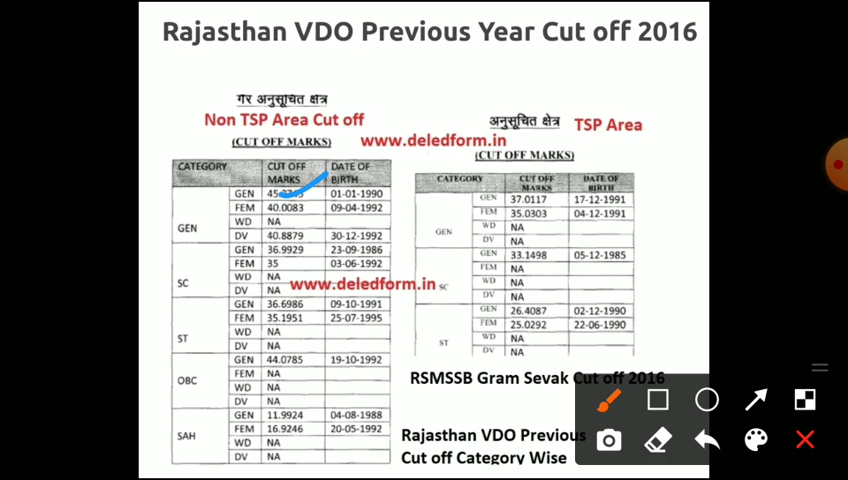 Rajasthan VDO Previous Year Cut off 2016
गैर अनुसूचित क्षेत्र
Non TSP Area Cut off
(CUT OFF MARKS)
www.deledform.in
CATEGORY CUT OFF MARKS DATE OF BIRTH
GEN
GEN 01-01-1990
FEM 40.0083 09-04-1992
WD NA
DV 40.8879 30-12-1992
SC
GEN 36.9929 23-09-1986
FEM 35 03-06-1992
WD NA
DV NA
www.deledform.in
ST
GEN 36.6986 09-10-1991
FEM 35.1951 25-07-1995
WD NA
DV NA
OBC
GEN 44.0785 19-10-1992
FEM NA
WD NA
DV NA
SAH
GEN 11.9924 04-08-1988
FEM 16.9246 20-05-1992
WD NA
DV NA
अनुसूचित क्षेत्र TSP Area
(CUT OFF MARKS)
CATEGORY CUT OFF MARKS DATE OF BIRTH
GEN
GEN 37.0117 17-12-1991
FEM 35.0303 04-12-1991
WD NA
DV NA
SC
GEN 33.1498 05-12-1985
FEM NA
WD NA
DV NA
ST
GEN 26.4087 02-12-1990
FEM 25.0292 22-06-1990
WD NA
DV NA
RSMSSB Gram Sevak Cut off 2016
Rajasthan VDO Previous
Cut off Category Wise